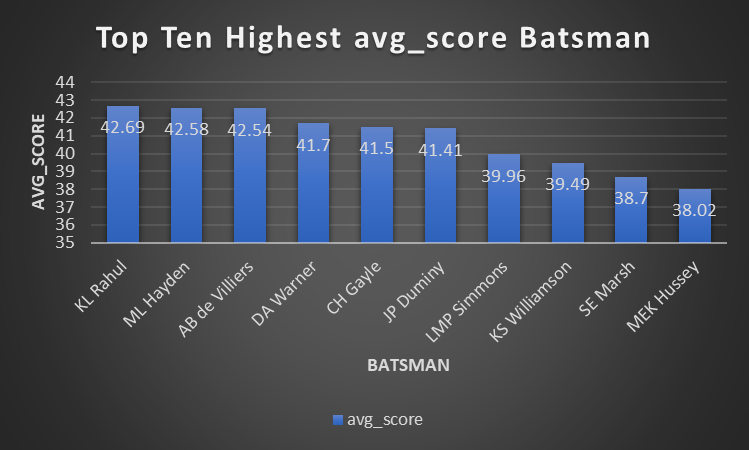 Top Ten Highest avg_score Batsman
AVG_SCORE
44
43
42
41
40
39
38
37
36
35
42.69
42.58
42.54
41.7
41.5
41.41
39.96
39.49
38.7
38.02
KL Rahul
ML Hayden
AB de Villiers
DA Warner
CH Gayle
JP Duminy
LMP Simmons
KS Williamson
SE Marsh
MEK Hussey
BATSMAN
avg_score